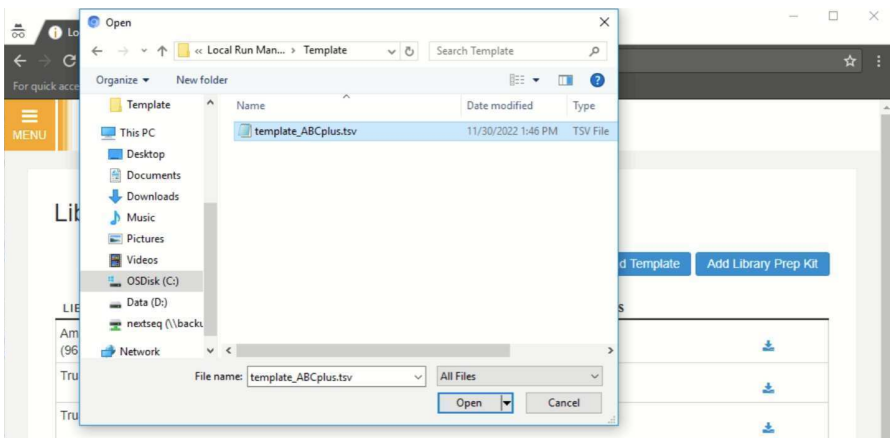 Open
Lo
« Local Run Man... > Template
Search Template
For quick acce
Organize
New folder
MENU
Template
This PC
Desktop
Documents
Downloads
Music
Pictures
Videos
OSDisk (C:)
Data (D:)
nextseq (\\backu
Network
Name
Date modified
Type
template_ABCplus.tsv
11/30/2022 1:46 PM
TSV File
Lib
d Template
Add Library Prep Kit
LIB
S
Am
(96
Tru
Tru
File name:
template_ABCplus.tsv
All Files
Open
Cancel